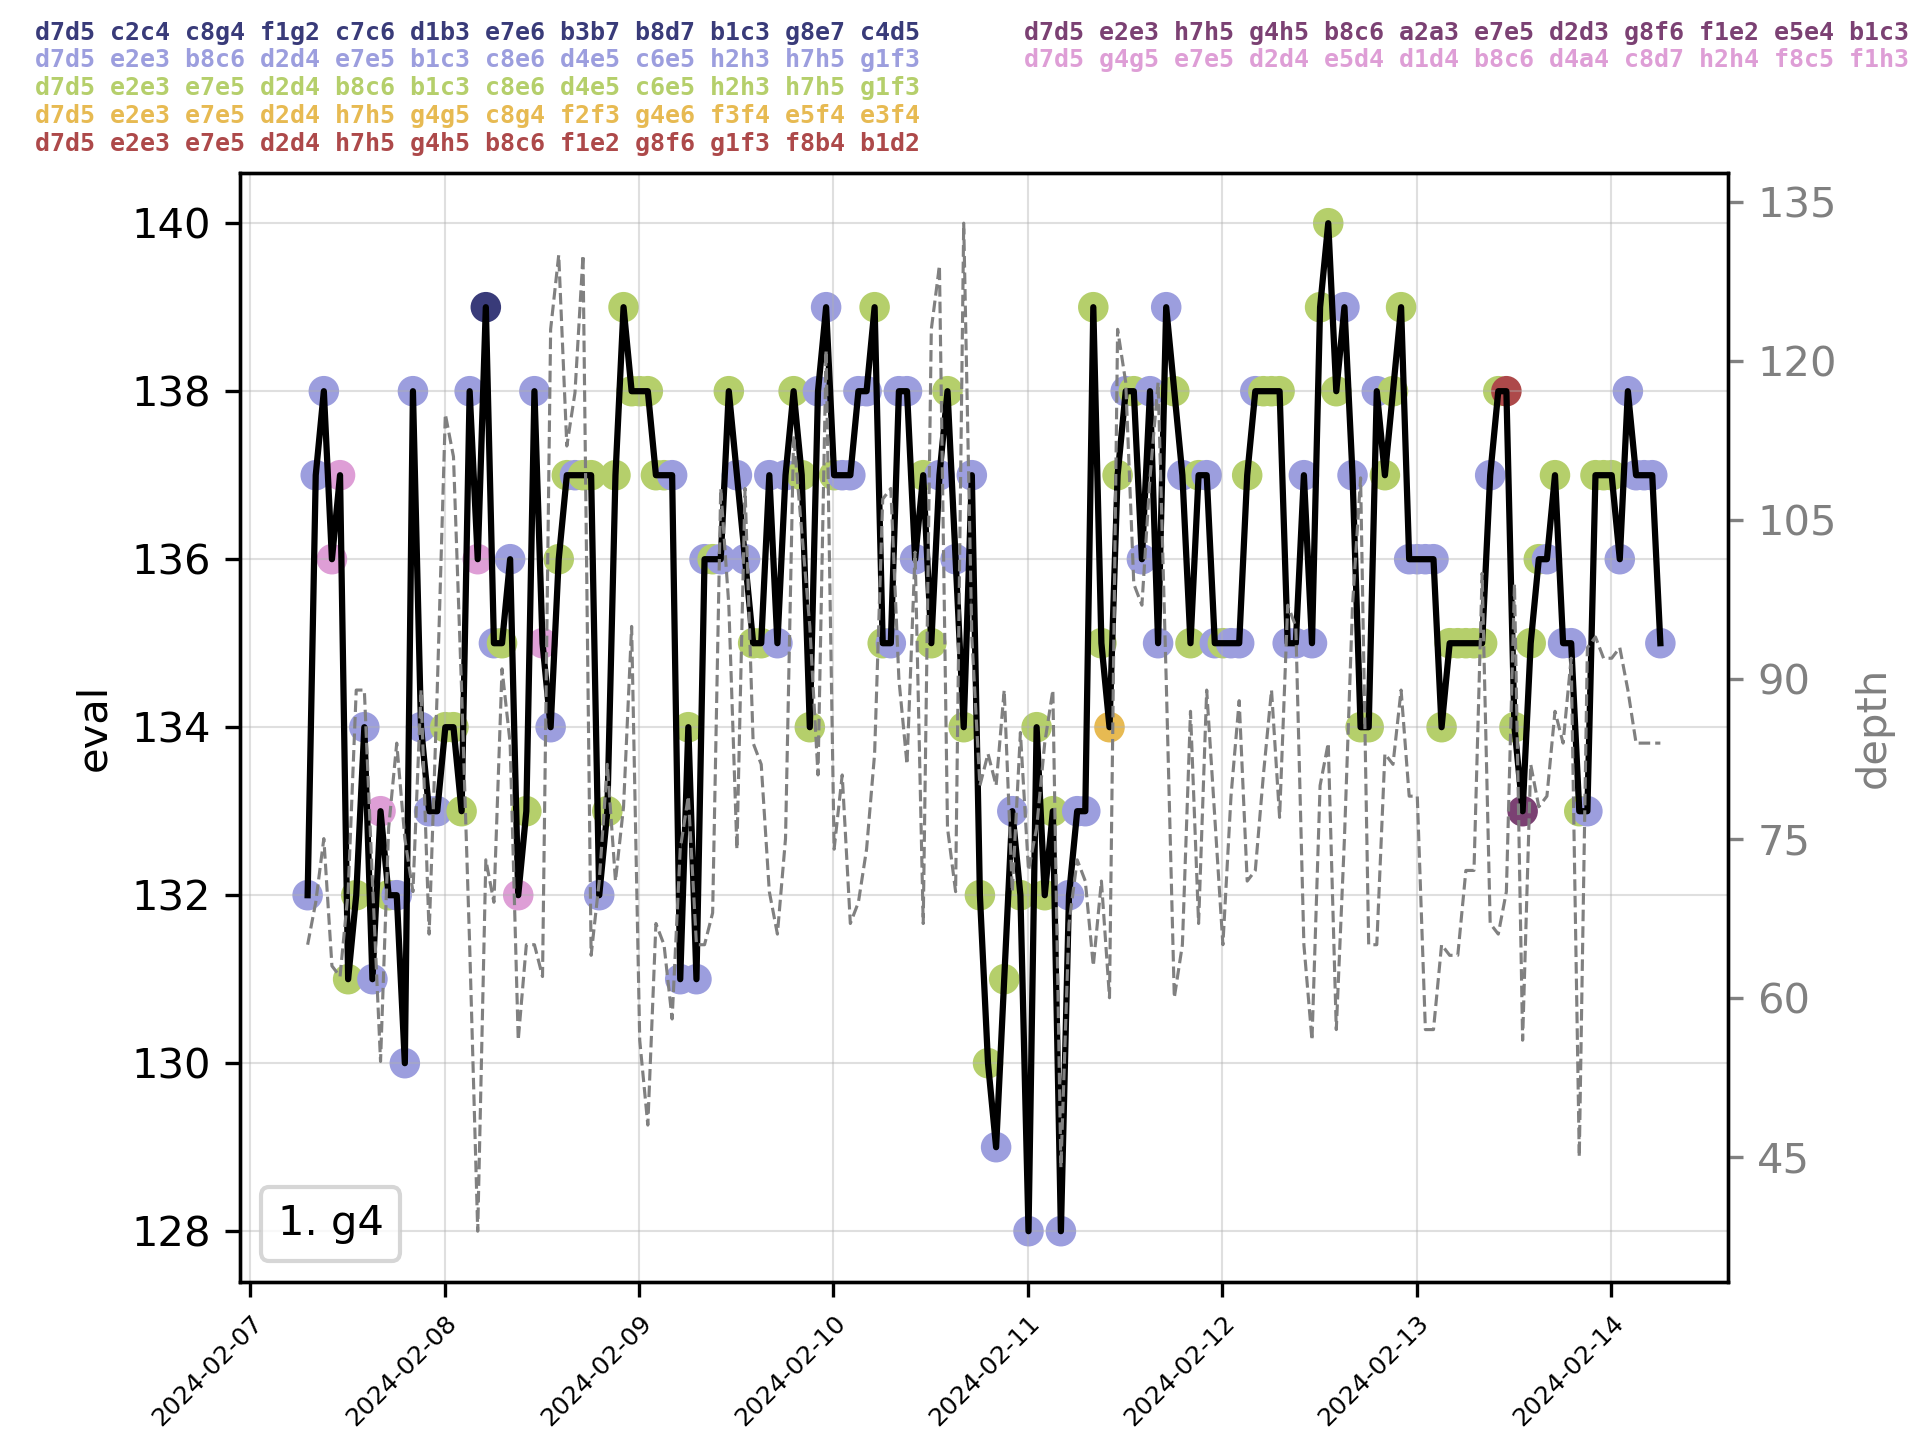 d7d5 c2c4 c8g4 f1g2 c7c6 d1b3 e7e6 b3b7 b8d7 b1c3 g8e7 c4d5
d7d5 e2e3 b8c6 d2d4 e7e5 b1c3 c8e6 d4e5 c6e5 h2h3 h7h5 g1f3
d7d5 e2e3 e7e5 d2d4 b8c6 b1c3 c8e6 d4e5 c6e5 h2h3 h7h5 g1f3
d7d5 e2e3 e7e5 d2d4 h7h5 g4g5 c8g4 f2f3 g4e6 f3f4 e5f4 e3f4
d7d5 e2e3 e7e5 d2d4 h7h5 g4h5 b8c6 f1e2 g8f6 g1f3 f8b4 b1d2
d7d5 e2e3 h7h5 g4h5 b8c6 a2a3 e7e5 d2d3 g8f6 f1e2 e5e4 b1c3
d7d5 g4g5 e7e5 d2d4 e5d4 d1d4 b8c6 d4a4 c8d7 h2h4 f8c5 f1h3
eval
140
138
136
134
132
130
128
1. g4
135
120
105
90
75
60
45
depth
2024-02-07
2024-02-08
2024-02-09
2024-02-10
2024-02-11
2024-02-12
2024-02-13
2024-02-14